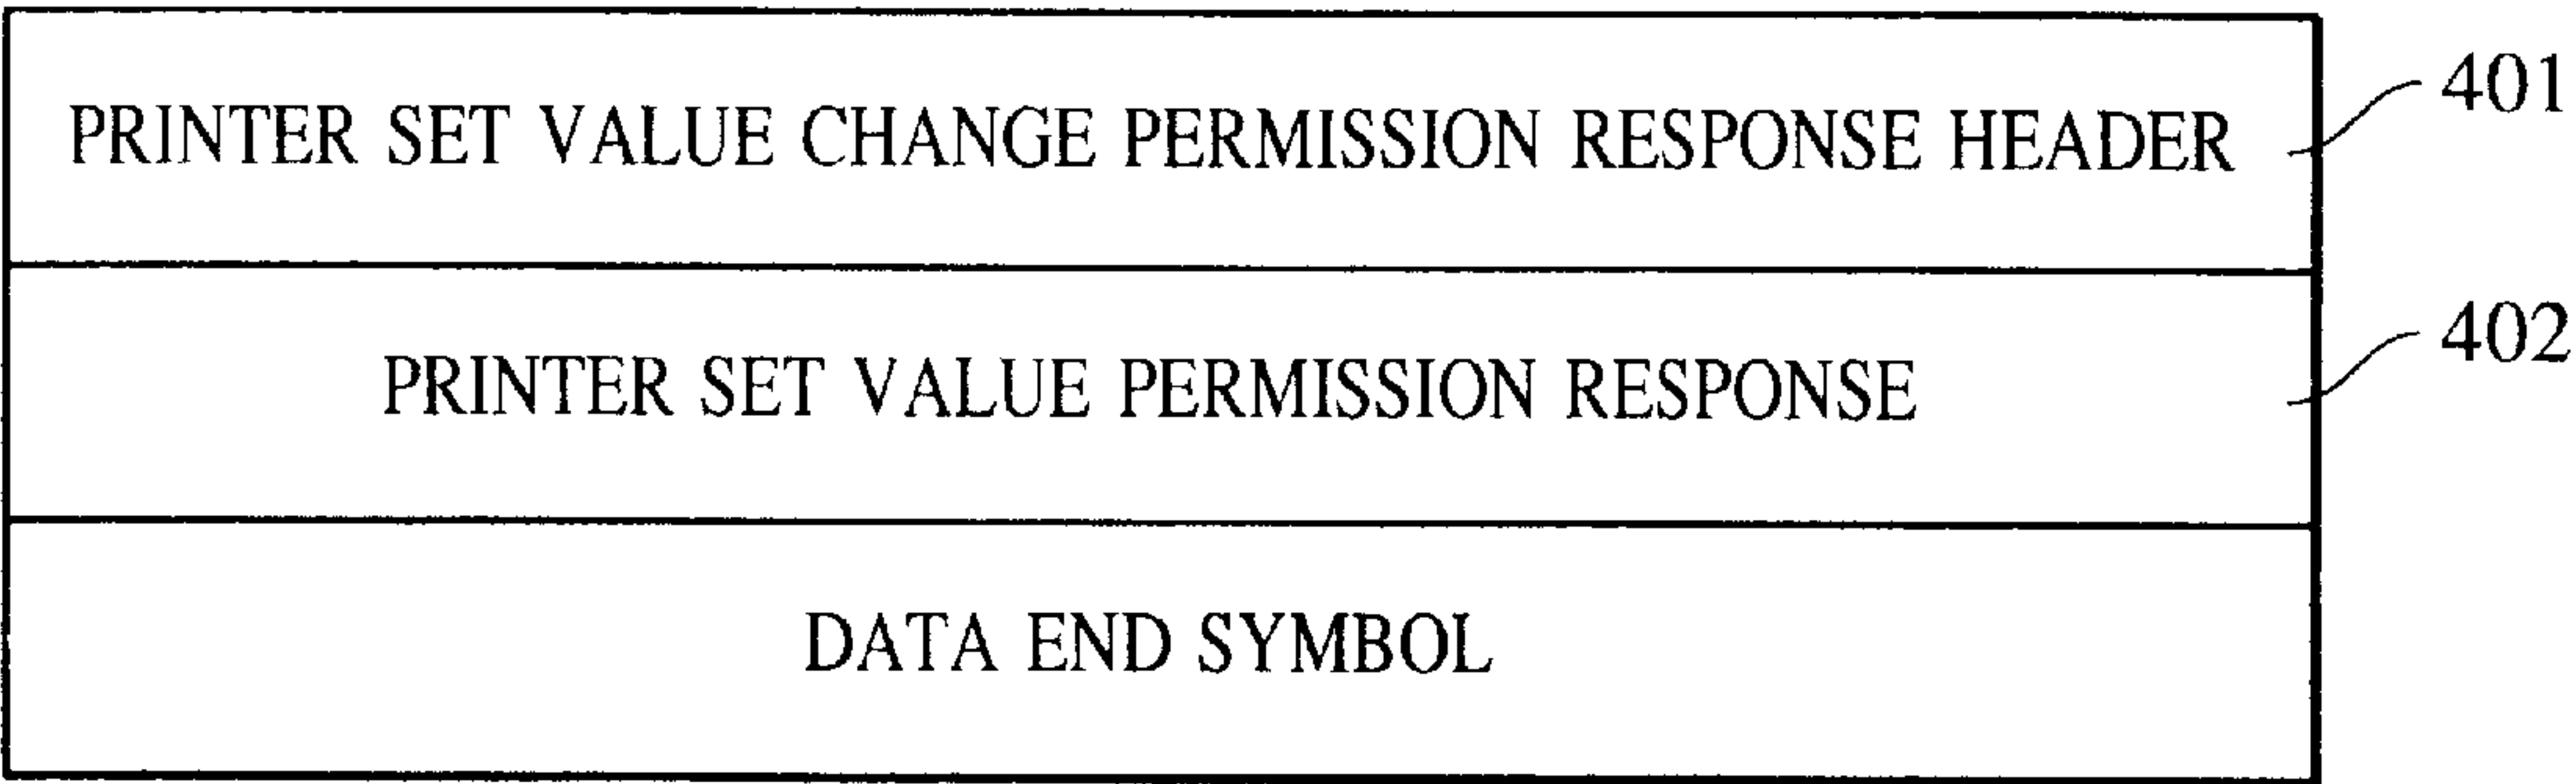 PRINTER SET VALUE CHANGE PERMISSION RESPONSE HEADER 401
PRINTER SET VALUE PERMISSION RESPONSE 402
DATA END SYMBOL